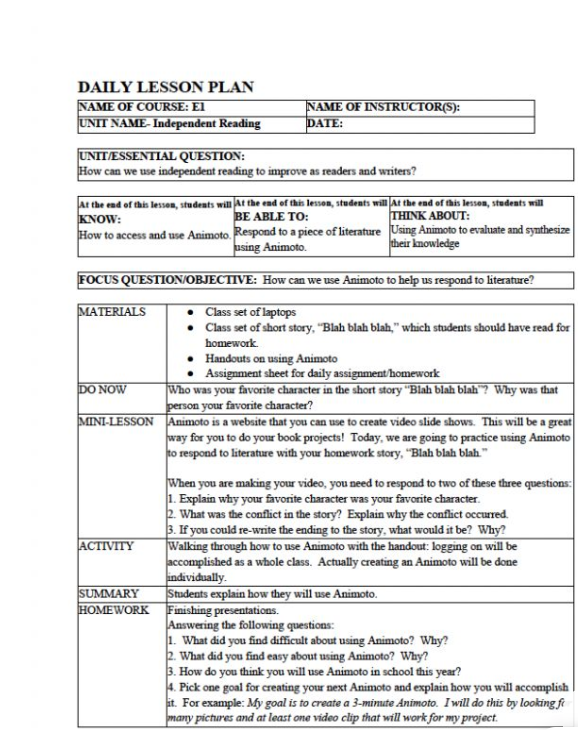 DAILY LESSON PLAN
NAME OF COURSE: E1 NAME OF INSTRUCTOR(S):
UNIT NAME- Independent Reading DATE:
UNIT/ESSENTIAL QUESTION:
How can we use independent reading to improve as readers and writers?
At the end of this lesson, students will
KNOW:
How to access and use Animoto.
At the end of this lesson, students will
BE ABLE TO:
Respond to a piece of literature
using Animoto.
At the end of this lesson, students will
THINK ABOUT:
Using Animoto to evaluate and synthesize
their knowledge
FOCUS QUESTION/OBJECTIVE: How can we use Animoto to help us respond to literature?
MATERIALS
• Class set of laptops
• Class set of short story, “Blah blah blah,” which students should have read for
homework.
• Handouts on using Animoto
• Assignment sheet for daily assignment/homework
DO NOW
Who was your favorite character in the short story “Blah blah blah”? Why was that
person your favorite character?
MINI-LESSON
Animoto is a website that you can use to create video slide shows. This will be a great
way for you to do your book projects! Today, we are going to practice using Animoto
to respond to literature with your homework story, “Blah blah blah.”
When you are making your video, you need to respond to two of these three questions:
1. Explain why your favorite character was your favorite character.
2. What was the conflict in the story? Explain why the conflict occurred.
3. If you could re-write the ending to the story, what would it be? Why?
ACTIVITY
Walking through how to use Animoto with the handout: logging on will be
accomplished as a whole class. Actually creating an Animoto will be done
individually.
SUMMARY
Students explain how they will use Animoto.
HOMEWORK
Finishing presentations.
Answering the following questions:
1. What did you find difficult about using Animoto? Why?
2. What did you find easy about using Animoto? Why?
3. How do you think you will use Animoto in school this year?
4. Pick one goal for creating your next Animoto and explain how you will accomplish
it. For example: My goal is to create a 3-minute Animoto. I will do this by looking
many pictures and at least one video clip that will work for my project.